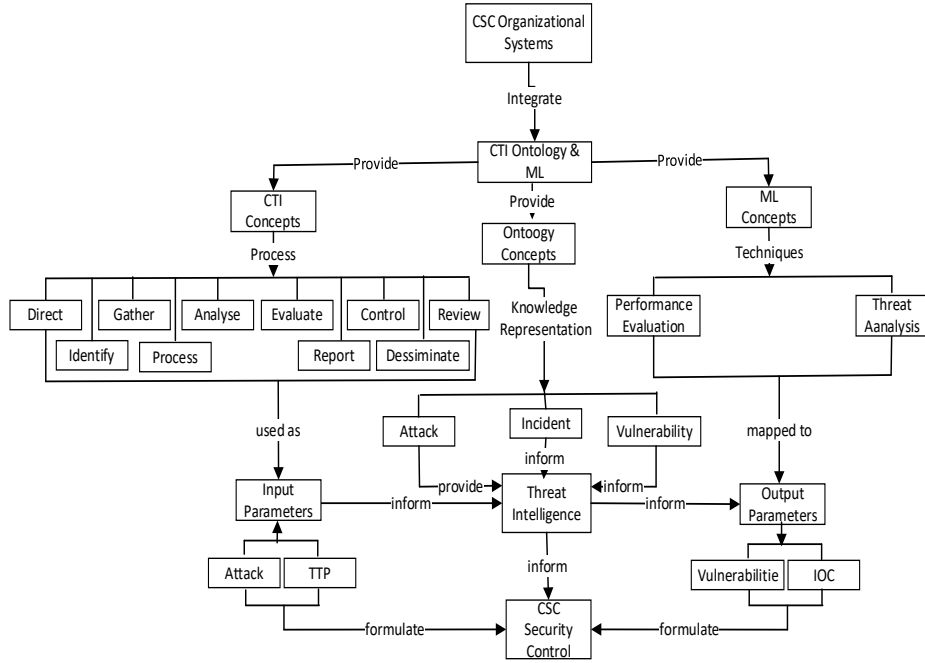 CSC Organizational
Systems
Integrate
CTI Ontology &
ML
Provide
Provide
Provide
CTI
Concepts
Ontoogy
Concepts
ML
Concepts
Process
Techniques
Knowledge
Representation
Direct
Gather
Analyse
Evaluate
Control
Review
Identify
Process
Report
Dessiminate
Performance
Evaluation
Threat
Aanalysis
used as
Attack
Incident
Vulnerability
mapped to
inform
provide
inform
Input
Parameters
inform
Threat
Intelligence
inform
Output
Parameters
Attack
TTP
inform
Vulnerabilitie
IOC
formulate
CSC
Security
Control
formulate